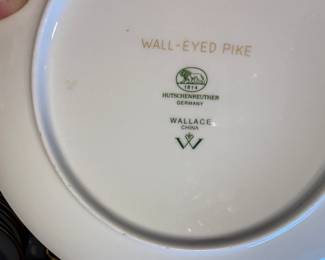 WALL-EYED PIKE
1814
HUTSCHENREUTHER
GERMANY
WALLACE
CHINA
W